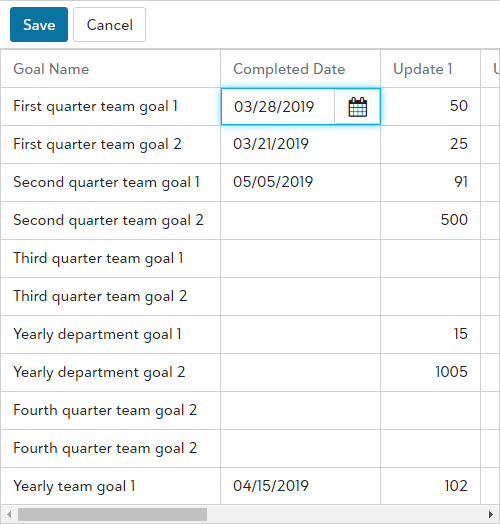 Save Cancel
Goal Name Completed Date Update 1
First quarter team goal 1 03/28/2019 50
First quarter team goal 2 03/21/2019 25
Second quarter team goal 1 05/05/2019 91
Second quarter team goal 2 500
Third quarter team goal 1
Third quarter team goal 2
Yearly department goal 1 15
Yearly department goal 2 1005
Fourth quarter team goal 2
Fourth quarter team goal 2
Yearly team goal 1 04/15/2019 102